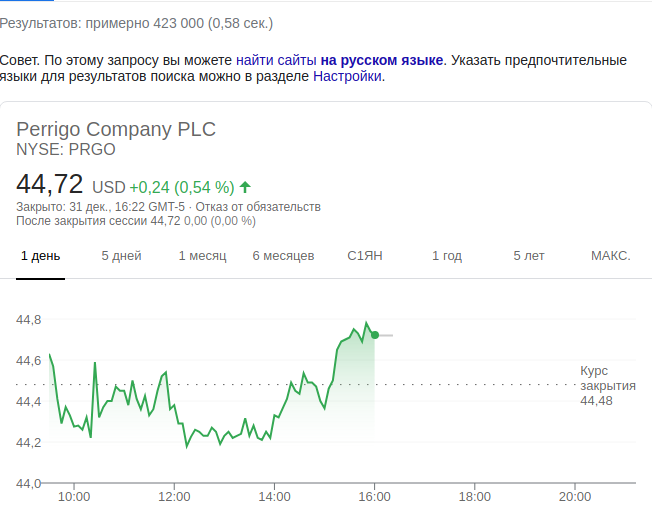 Результатов: примерно 423 000 (0,58 сек.)
Совет. По этому запросу вы можете найти сайты на русском языке. Указать предпочтительные
языки для результатов поиска можно в разделе Настройки.
Perrigo Company PLC
NYSE: PRGO
44,72 USD +0,24 (0,54 %)
Закрыто: 31 дек., 16:22 GMT-5 · Отказ от обязательств
После закрытия сессии 44,72 0,00 (0,00 %)
1 день 5 дней 1 месяц 6 месяцев С1ЯН 1 год 5 лет МАКС.
44,8
44,6
Курс
закрытия
44,48
44,4
44,2
44,0
10:00 12:00 14:00 16:00 18:00 20:00